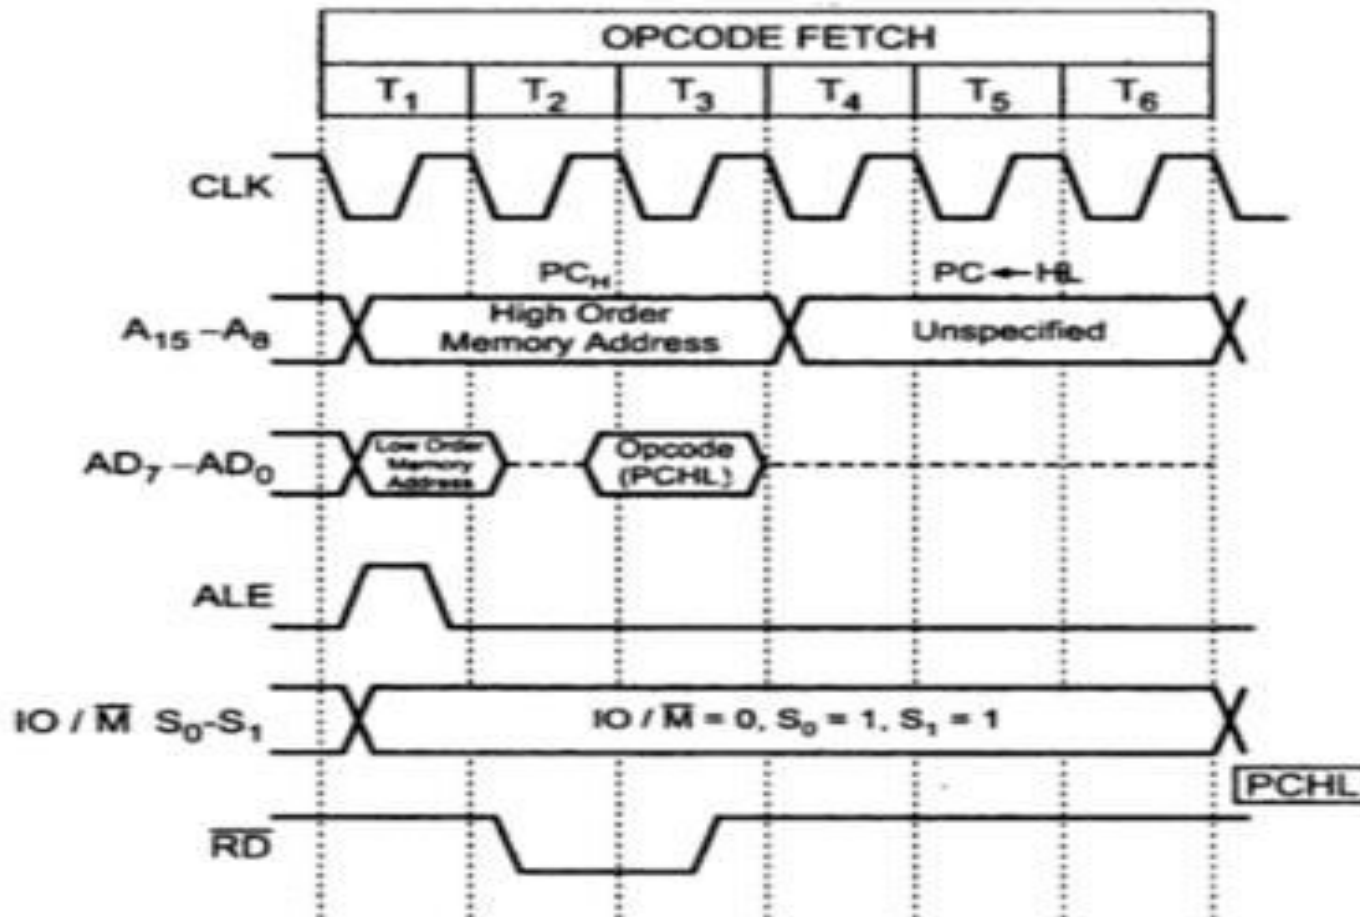 OPCODE FETCH
T1 T2 T3 T4 T5 T6
CLK
PCH
PC ← HL
A15 – A8
High Order
Memory Address
Unspecified
AD7 – AD0
Low Order
Memory
Address
Opcode
(PCHL)
ALE
IO / M̅ S0-S1
IO / M̅ = 0, S0 = 1, S1 = 1
PCHL
R̅D̅